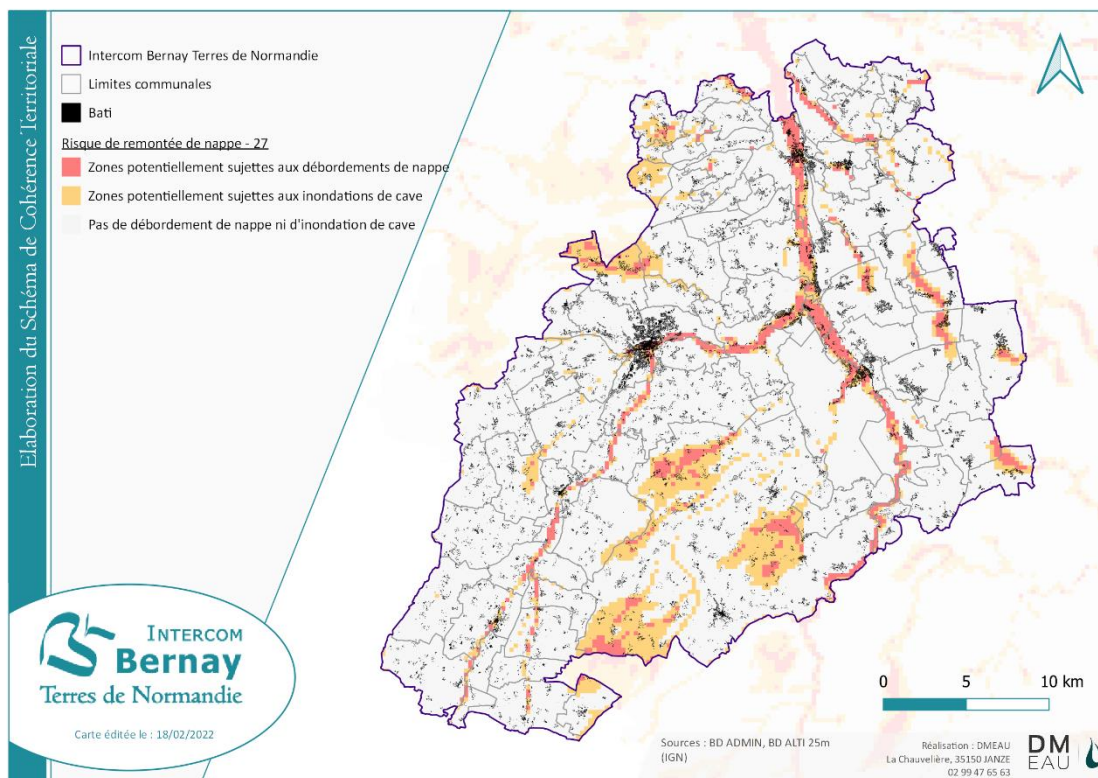 Elaboration du Schéma de Cohérence Territoriale
Intercom Bernay Terres de Normandie
Limites communales
Bati
Risque de remontée de nappe - 27
Zones potentiellement sujettes aux débordements de nappe
Zones potentiellement sujettes aux inondations de cave
Pas de débordement de nappe ni d'inondation de cave
INTERCOM
Bernay
Terres de Normandie
Carte éditée le : 18/02/2022
0 5 10 km
Sources : BD ADMIN, BD ALTI 25m
(IGN)
Réalisation : DMEAU
La Chauvelière, 35150 JANZE
02 99 47 65 63
DM
EAU